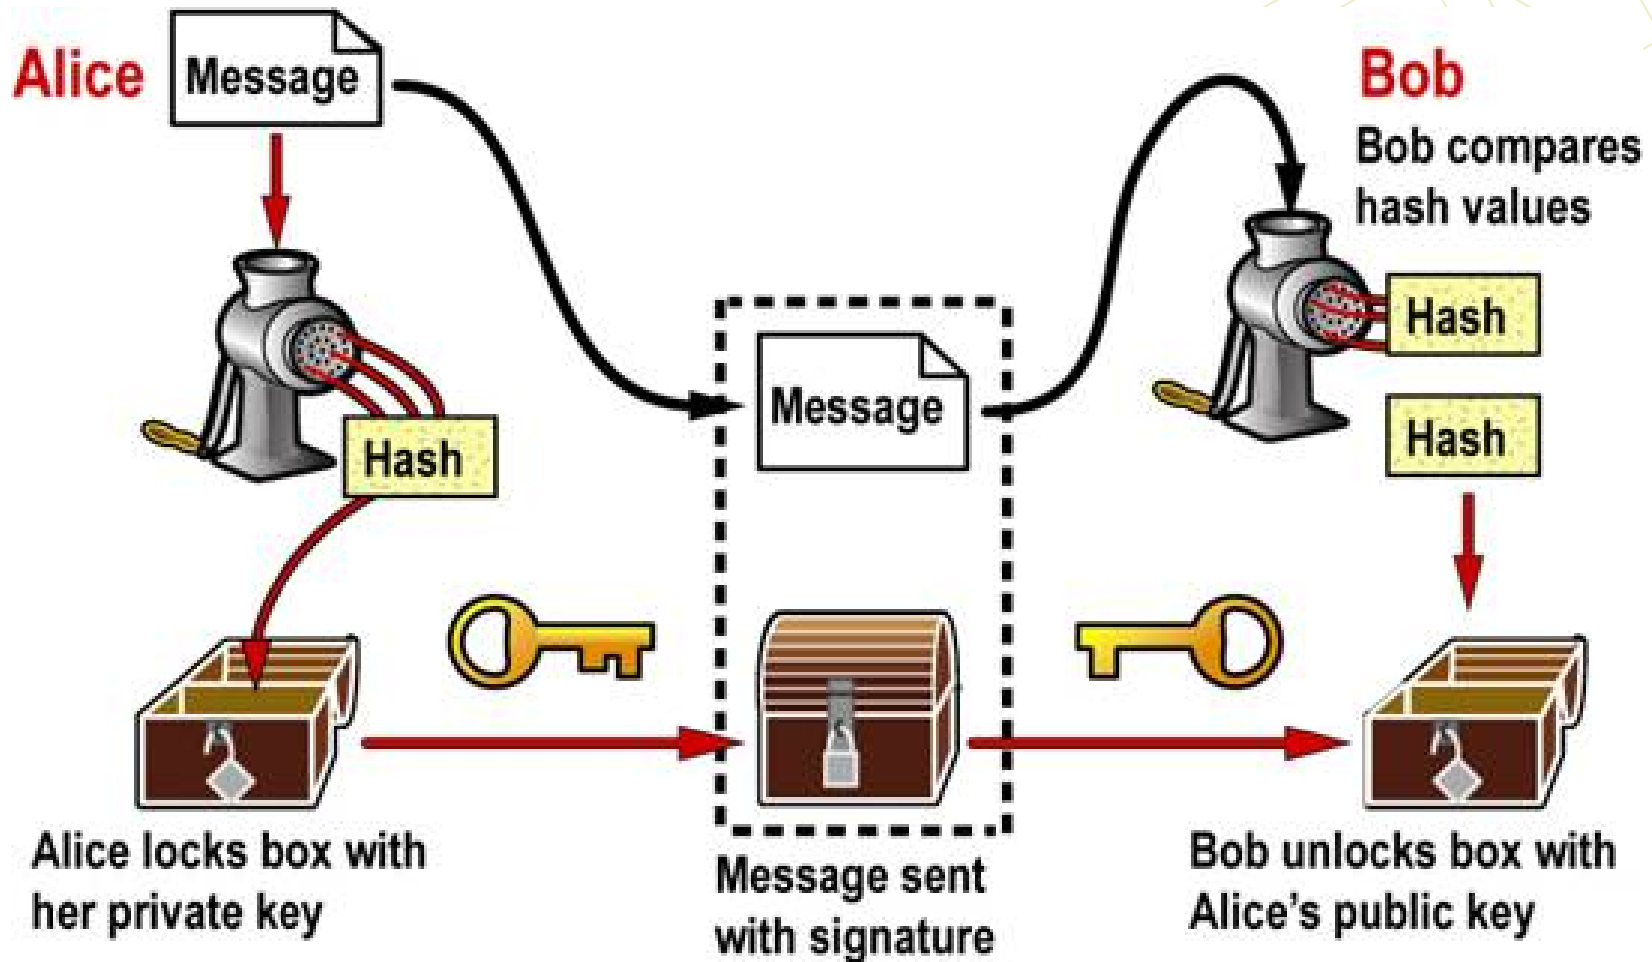 Alice
Message
Bob
Bob compares
hash values
Hash
Message
Hash
Hash
Alice locks box with
her private key
Message sent
with signature
Bob unlocks box with
Alice's public key